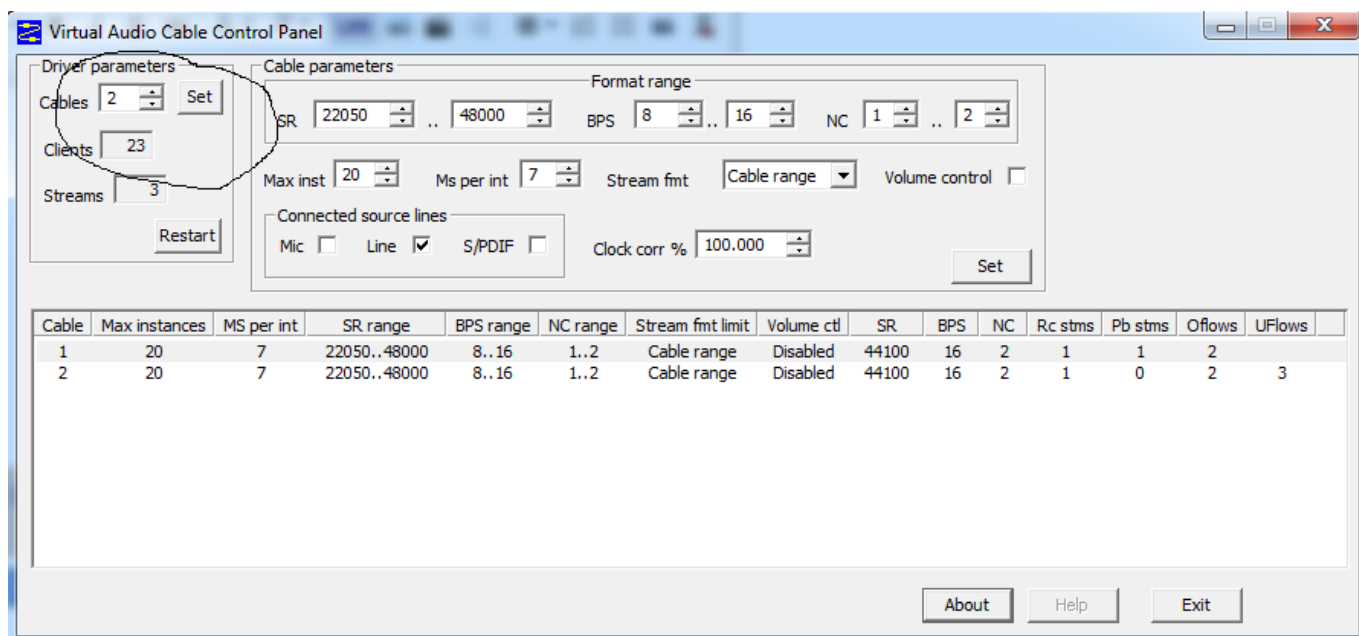 Virtual Audio Cable Control Panel
Driver parameters
Cables 2 Set
Clients 23
Streams 3
Restart
Cable parameters
Format range
SR 22050 .. 48000 BPS 8 .. 16 NC 1 .. 2
Max inst 20 Ms per int 7 Stream fmt Cable range Volume control
Connected source lines
Mic Line S/PDIF
Clock corr % 100.000
Set
Cable Max instances MS per int SR range BPS range NC range Stream fmt limit Volume ctl SR BPS NC Rc stms Pb stms Oflows UFlows
1 20 7 22050..48000 8..16 1..2 Cable range Disabled 44100 16 2 1 1 2
2 20 7 22050..48000 8..16 1..2 Cable range Disabled 44100 16 2 1 0 2 3
About Help Exit